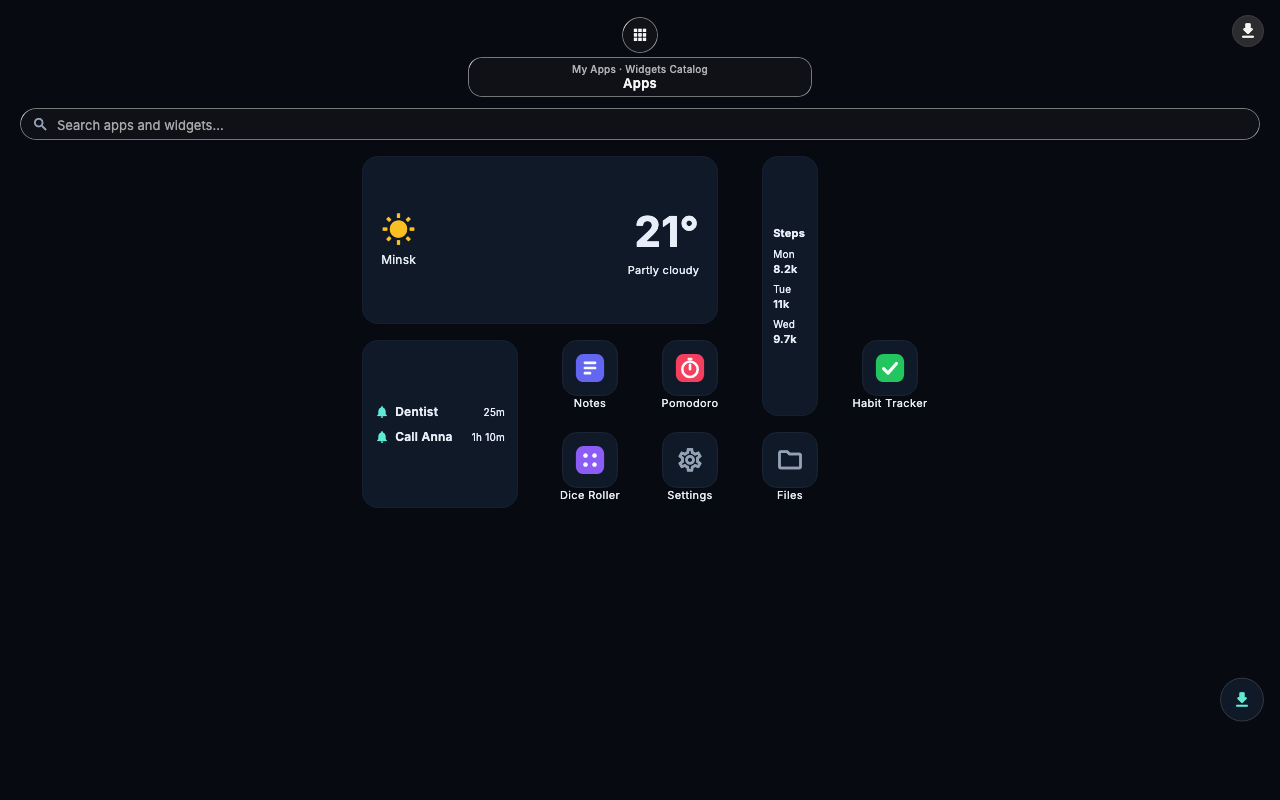 My Apps · Widgets Catalog
Apps
Search apps and widgets...
Minsk
21°
Partly cloudy
Steps
Mon
8.2k
Tue
11k
Wed
9.7k
Dentist 25m
Call Anna 1h 10m
Notes
Pomodoro
Habit Tracker
Dice Roller
Settings
Files